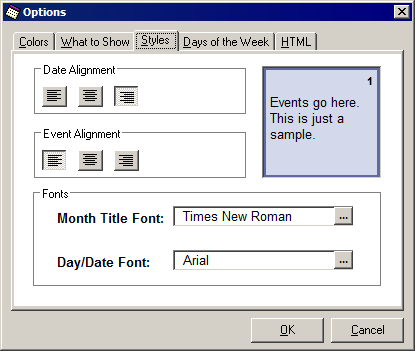 Options
Colors What to Show Styles Days of the Week HTML
Date Alignment
1
Events go here.
This is just a
sample.
Event Alignment
Fonts
Month Title Font: Times New Roman ...
Day/Date Font: Arial ...
OK Cancel